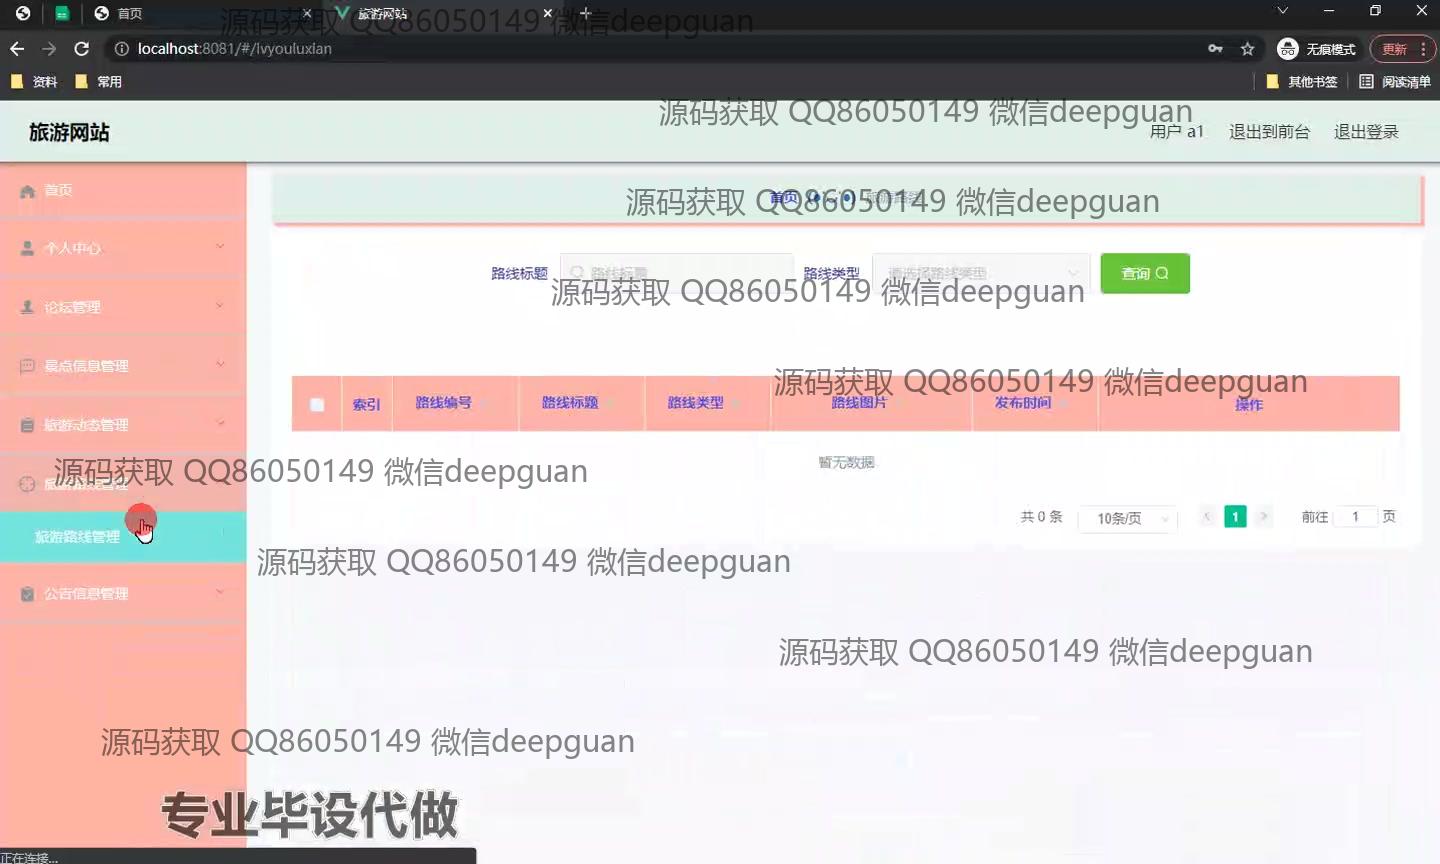 首页
旅游网站
源码获取 QQ86050149 微信deepguan
localhost:8081/#/lvyouluxian
无痕模式
更新
资料
常用
其他书签
阅读清单
源码获取 QQ86050149 微信deepguan
旅游网站
用户 a1
退出到前台
退出登录
首页
源码获取 QQ86050149 微信deepguan
首页
个人中心
论坛管理
景点信息管理
旅游动态管理
旅游路线管理
旅游路线管理
公告信息管理
路线标题
路线标题
路线类型
请选择路线类型
查询
源码获取 QQ86050149 微信deepguan
源码获取 QQ86050149 微信deepguan
索引
路线编号
路线标题
路线类型
路线图片
发布时间
操作
暂无数据
源码获取 QQ86050149 微信deepguan
共 0 条
10条/页
1
前往
1
页
源码获取 QQ86050149 微信deepguan
源码获取 QQ86050149 微信deepguan
源码获取 QQ86050149 微信deepguan
专业毕设代做
正在连接...